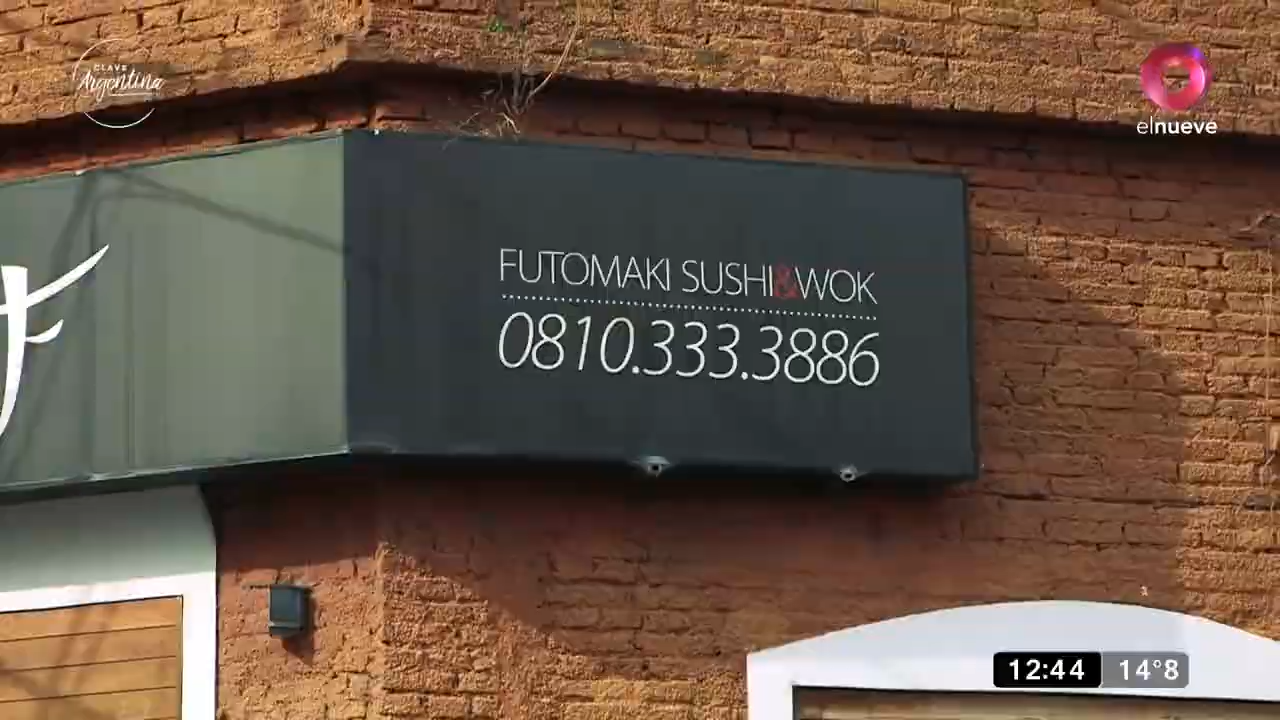 CLAVE
Argentina
elnueve
FUTOMAKI SUSHI&WOK
0810.333.3886
12:44 14°8